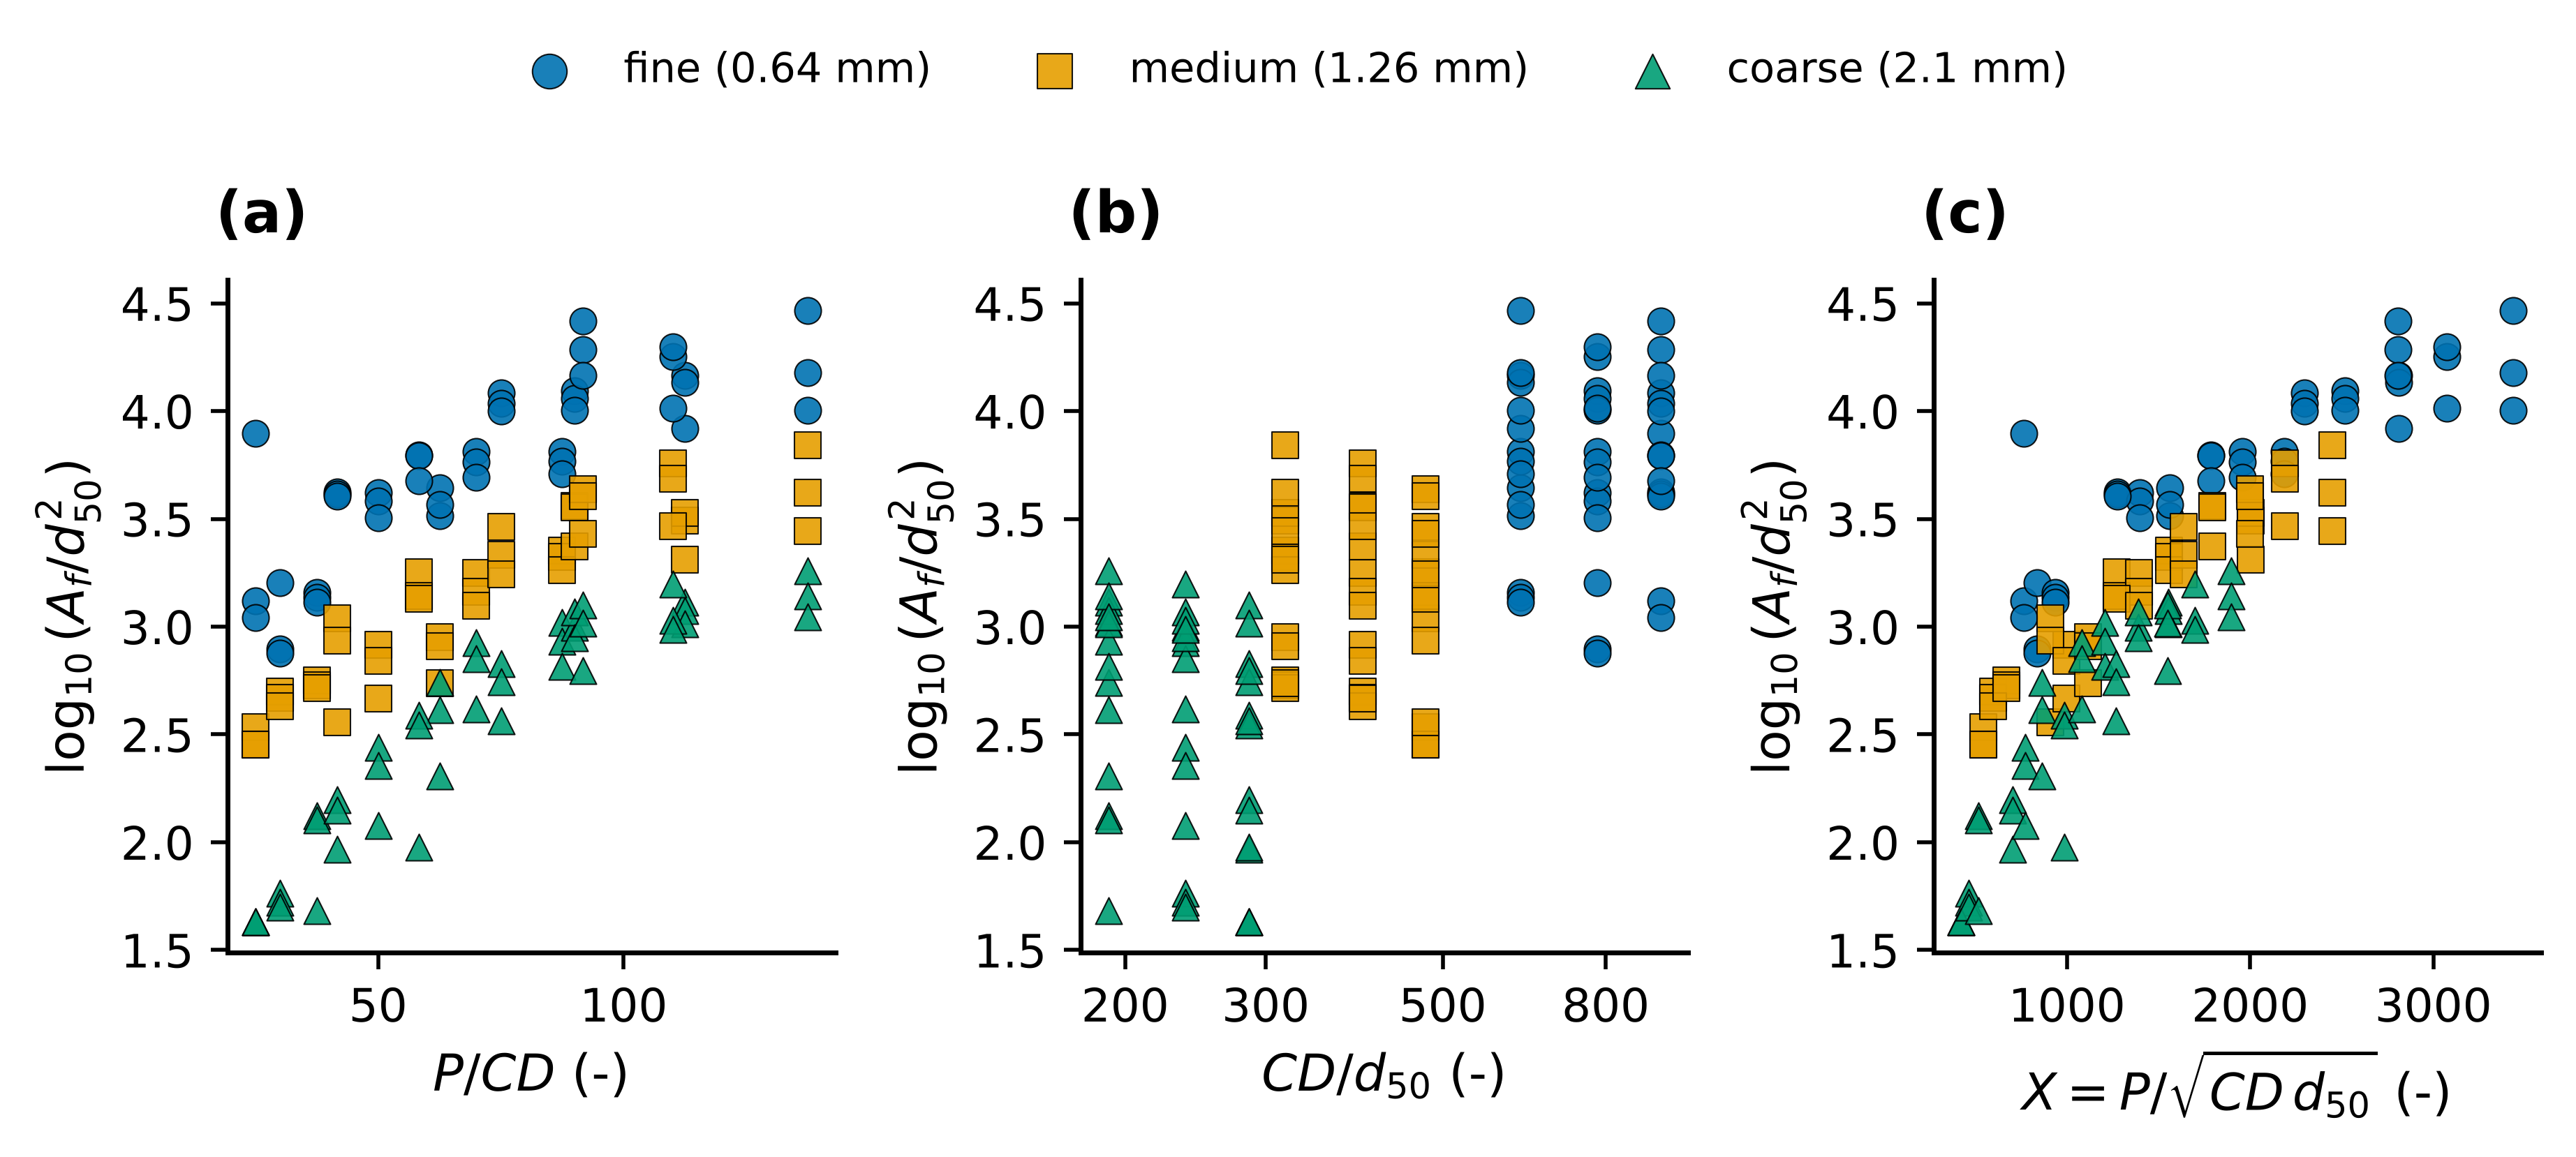 fine (0.64 mm) medium (1.26 mm) coarse (2.1 mm)
(a) (b) (c)
4.5 4.0 3.5 3.0 2.5 2.0 1.5
log₁₀(A_f/d₅₀²)
50 100
P/CD (-)
4.5 4.0 3.5 3.0 2.5 2.0 1.5
log₁₀(A_f/d₅₀²)
200 300 500 800
CD/d₅₀ (-)
4.5 4.0 3.5 3.0 2.5 2.0 1.5
log₁₀(A_f/d₅₀²)
1000 2000 3000
X = P/√(CD d₅₀) (-)